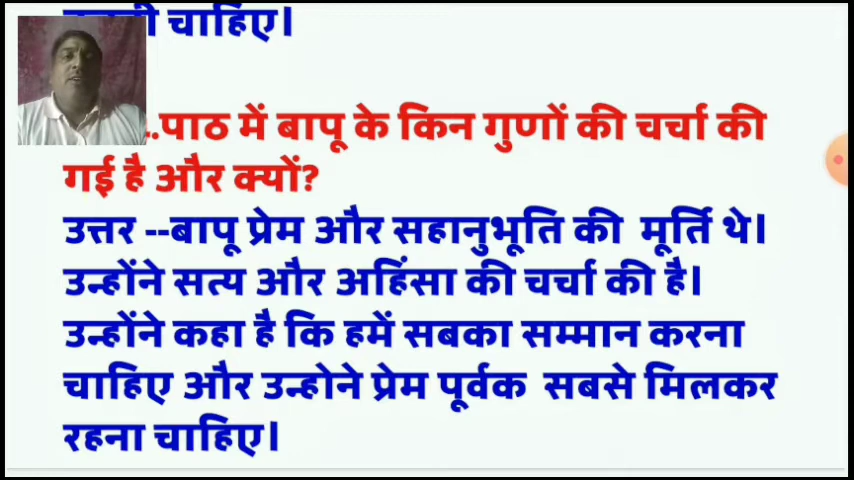 चाहिए।
..पाठ में बापू के किन गुणों की चर्चा की
गई है और क्यों?
उत्तर --बापू प्रेम और सहानुभूति की मूर्ति थे।
उन्होंने सत्य और अहिंसा की चर्चा की है।
उन्होंने कहा है कि हमें सबका सम्मान करना
चाहिए और उन्होने प्रेम पूर्वक सबसे मिलकर
रहना चाहिए।